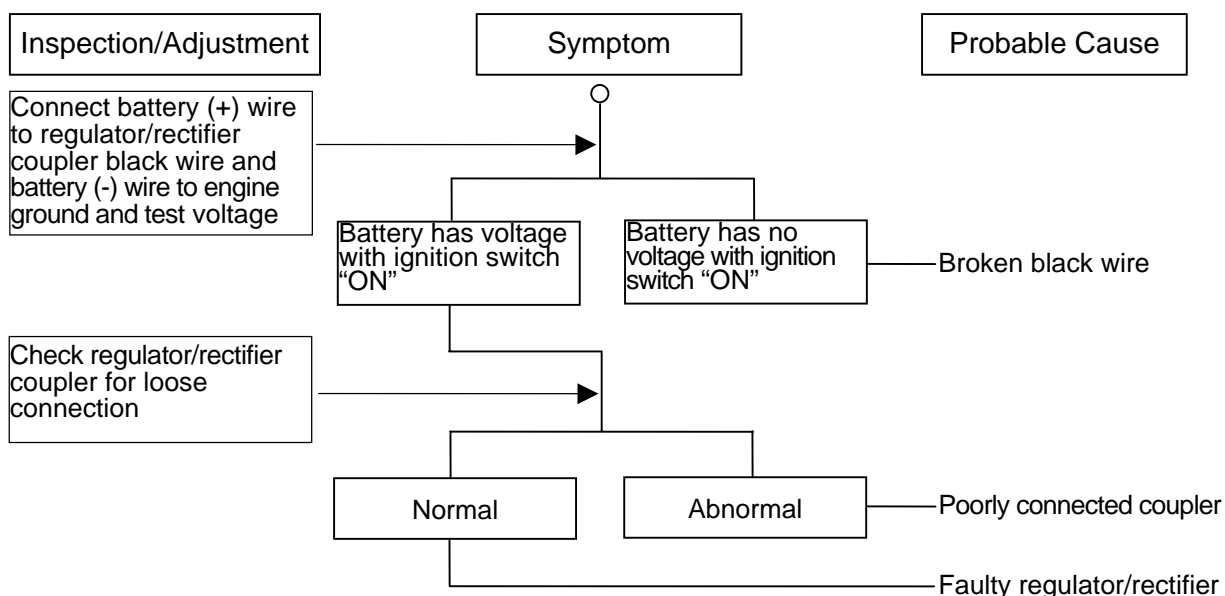 Inspection/Adjustment
Symptom
Probable Cause
Connect battery (+) wire
to regulator/rectifier
coupler black wire and
battery (-) wire to engine
ground and test voltage
Battery has voltage
with ignition switch
“ON”
Battery has no
voltage with ignition
switch “ON”
Broken black wire
Check regulator/rectifier
coupler for loose
connection
Normal
Abnormal
Poorly connected coupler
Faulty regulator/rectifier